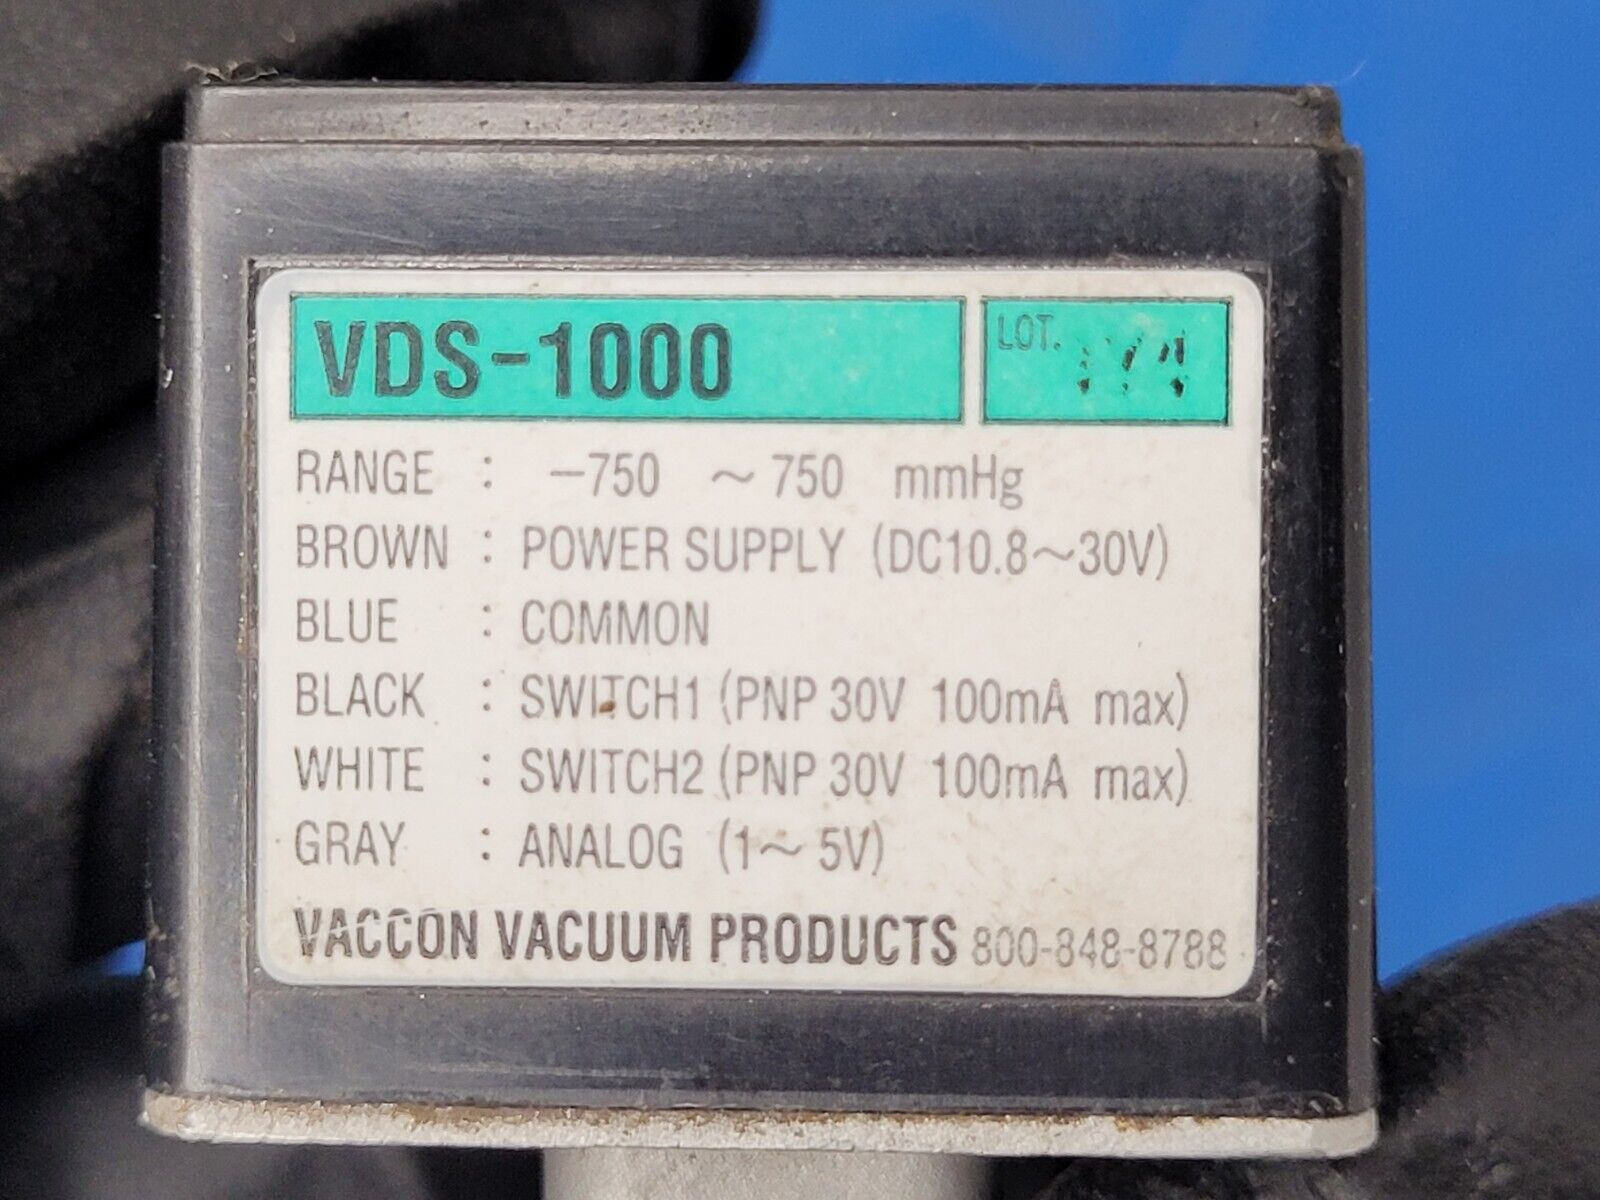 VDS-1000 LOT.
RANGE : −750 ~ 750 mmHg
BROWN : POWER SUPPLY (DC10.8~30V)
BLUE : COMMON
BLACK : SWITCH1 (PNP 30V 100mA max)
WHITE : SWITCH2 (PNP 30V 100mA max)
GRAY : ANALOG (1~ 5V)
VACCON VACUUM PRODUCTS 800-848-8788